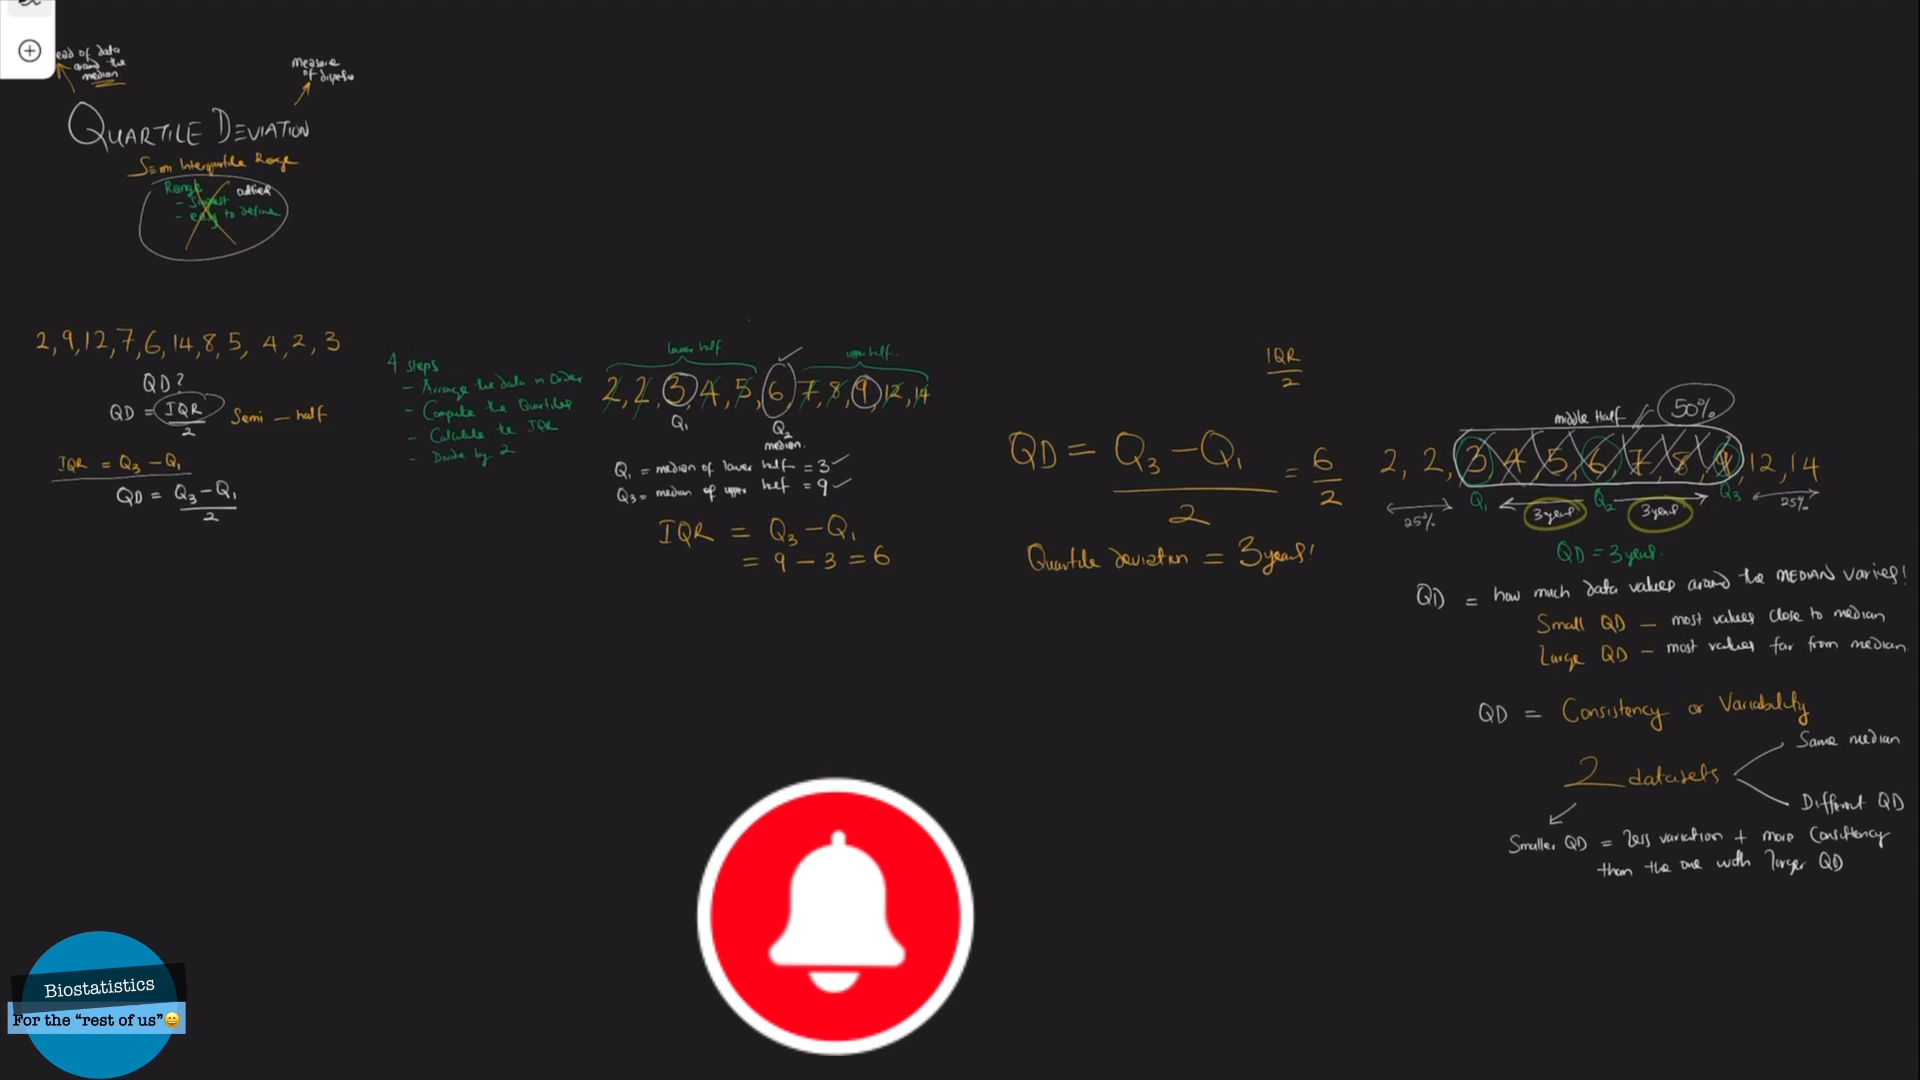 of data
around the
median
measure
of
QUARTILE DEVIATION
Semi Interquartile Range
Range
outlier
- Simplest
- easy to define
2, 9, 12, 7, 6, 14, 8, 5, 4, 2, 3
QD?
QD = IQR/2
Semi - half
IQR = Q3 - Q1
QD = Q3 - Q1 / 2
4 steps
- Arrange the data in Order
- Compute the Quartiles
- Calculate the IQR
- Divide by 2
lower half
upper half
2, 2, 3, 4, 5, 6, 7, 8, 9, 12, 14
Q1
Q2
median
Q1 = median of lower half = 3
Q3 = median of upper half = 9
IQR = Q3 - Q1
= 9 - 3 = 6
IQR
2
QD = Q3 - Q1 / 2 = 6 / 2
Quartile deviation = 3 years!
middle Half
50%
2, 2, 3, 4, 5, 6, 7, 8, 9, 12, 14
Q1
Q2
Q3
25%
3 years
3 years
25%
QD = 3 years.
QD = how much data values around the MEDIAN varies!
Small QD - most values close to median
Large QD - most values far from median.
QD = Consistency or Variability
2 datasets
Same median
Different QD
Smaller QD = less variation + more consistency
than the one with larger QD
Biostatistics
For the “rest of us”😄